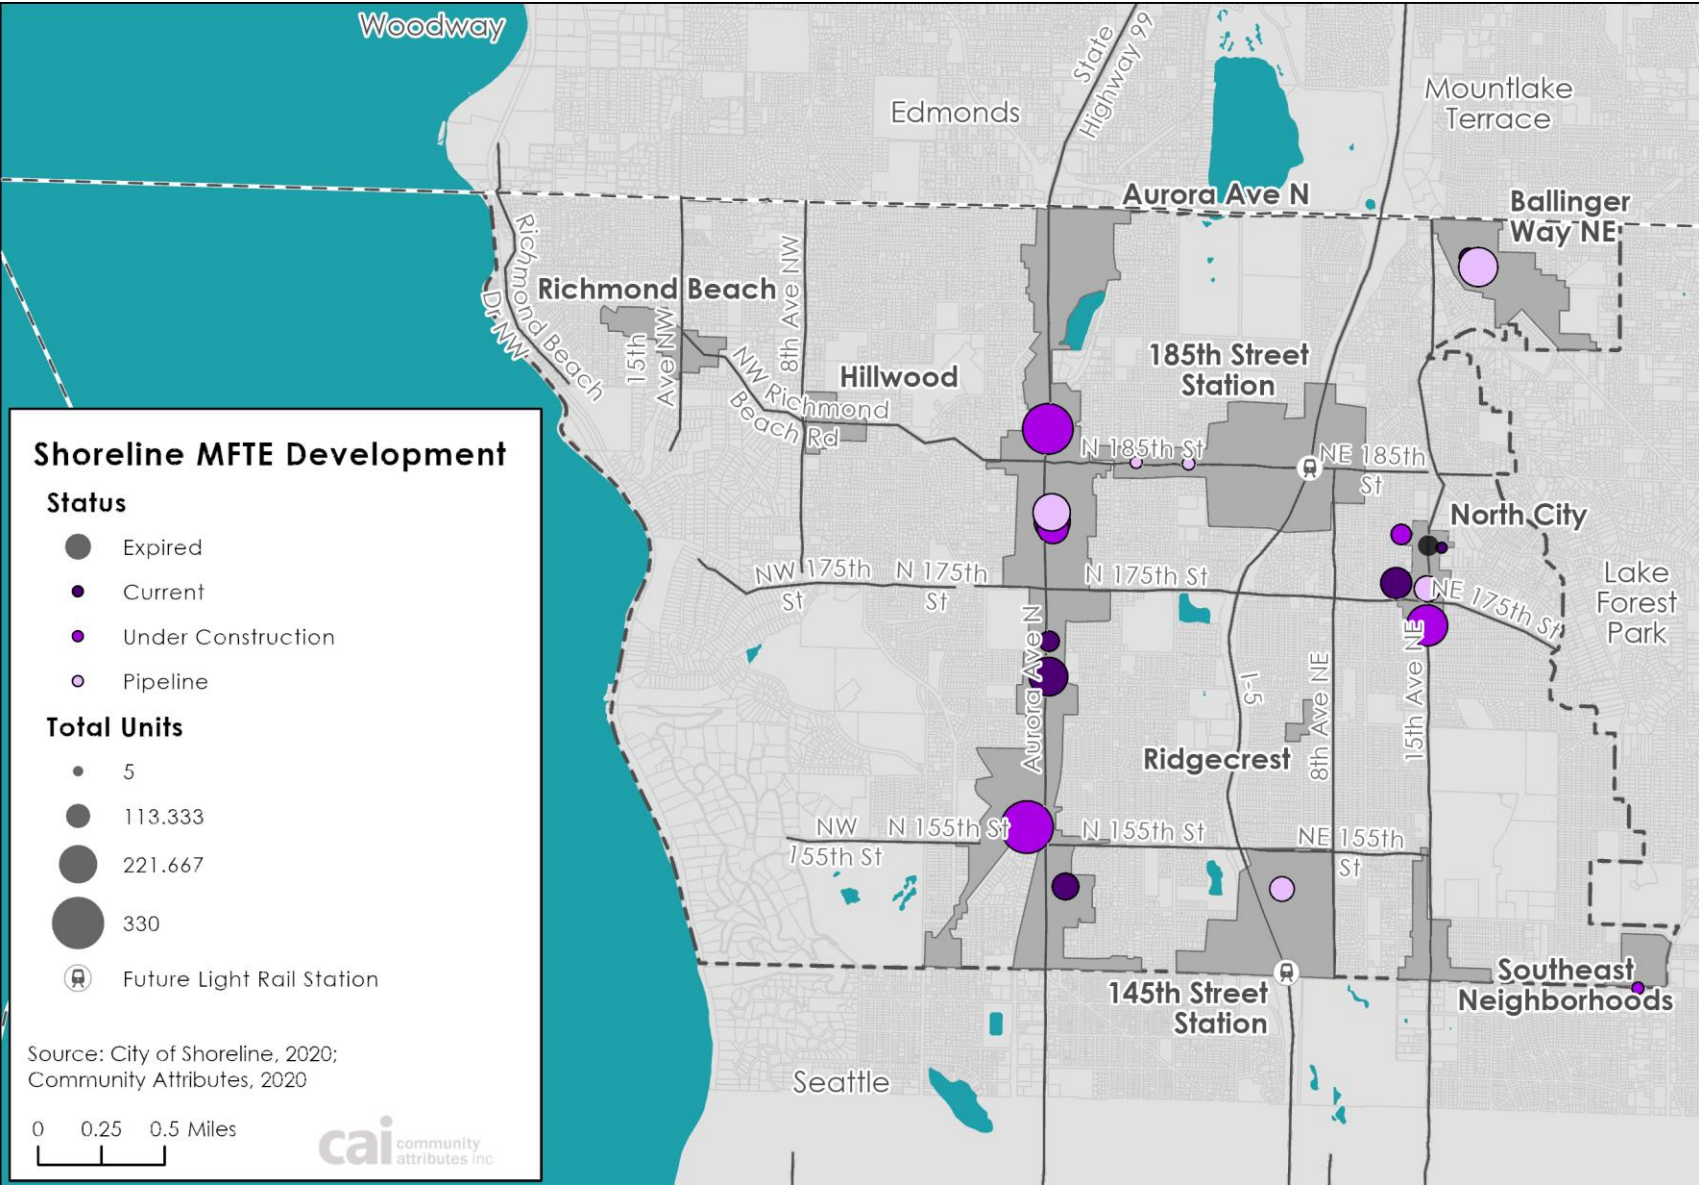 Woodway
Edmonds
State
Highway 99
Mountlake
Terrace
Aurora Ave N
Ballinger
Way NE
Richmond Beach
Dr NW
Richmond Beach
15th
Ave NW
8th Ave NW
NW Richmond
Beach Rd
Hillwood
185th Street
Station
N 185th St
NE 185th
St
North City
Lake
Forest
Park
NW 175th
St
N 175th
St
N 175th St
NE 175th St
Aurora Ave N
I-5
8th Ave NE
15th Ave NE
Ridgecrest
NW
155th St
N 155th St
N 155th St
NE 155th
St
145th Street
Station
Southeast
Neighborhoods
Seattle
Shoreline MFTE Development
Status
Expired
Current
Under Construction
Pipeline
Total Units
5
113.333
221.667
330
Future Light Rail Station
Source: City of Shoreline, 2020;
Community Attributes, 2020
0 0.25 0.5 Miles
cai community
attributes inc